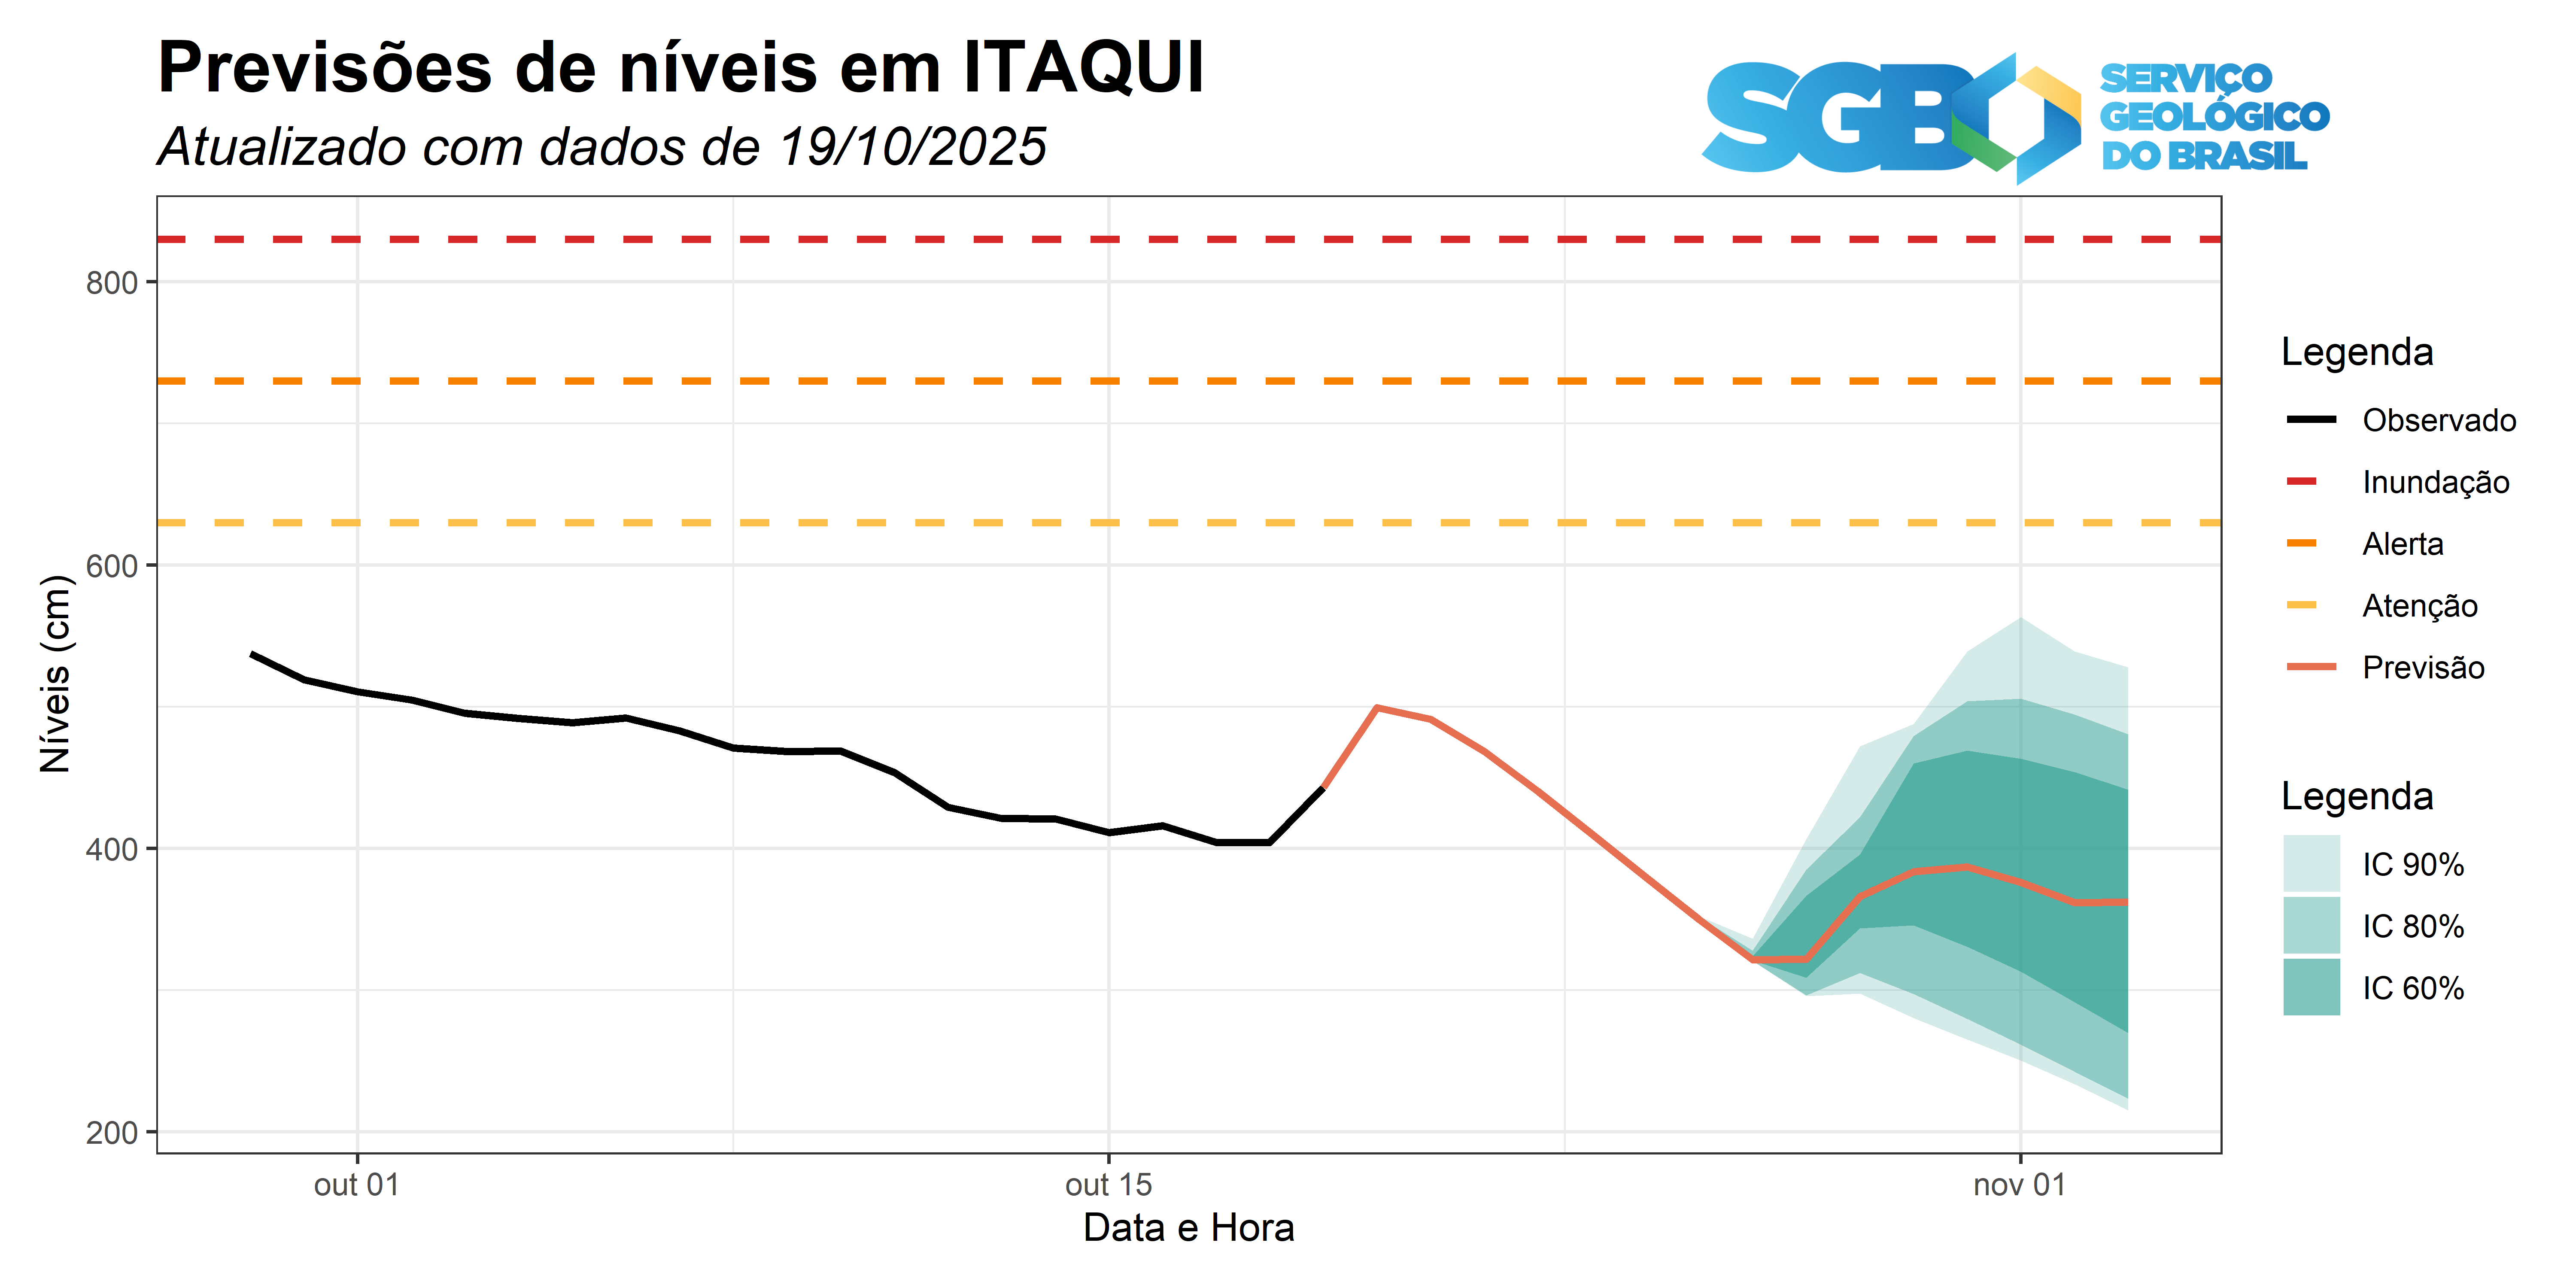 Previsões de níveis em ITAQUI
Atualizado com dados de 19/10/2025
SGB
SERVIÇO
GEOLÓGICO
DO BRASIL
Níveis (cm)
800
600
400
200
out 01
out 15
nov 01
Data e Hora
Legenda
Observado
Inundação
Alerta
Atenção
Previsão
Legenda
IC 90%
IC 80%
IC 60%